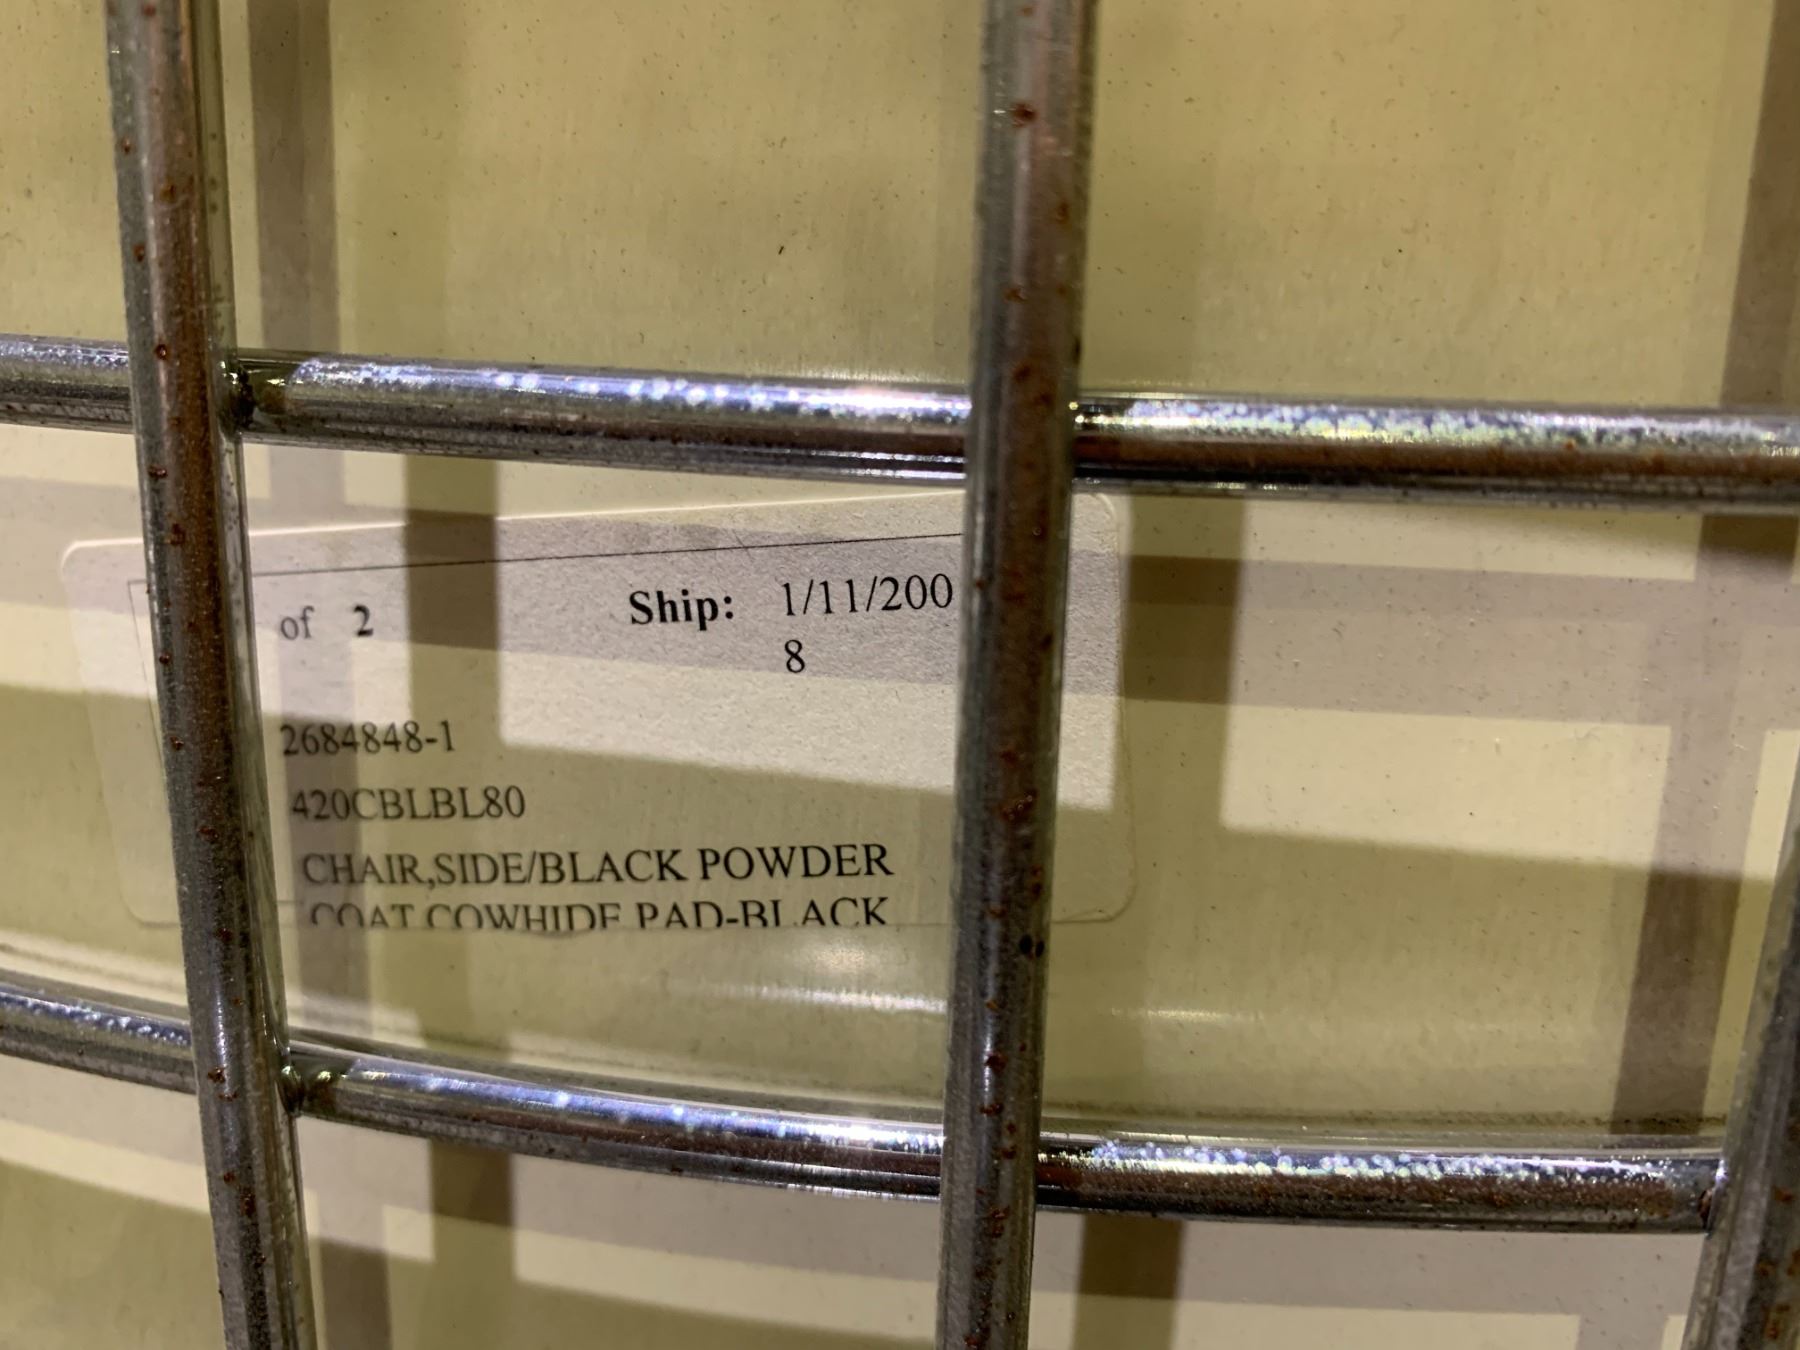 of 2 Ship: 1/11/200
8
2684848-1
420CBLBL80
CHAIR,SIDE/BLACK POWDER
COAT COWHIDE PAD-BLACK